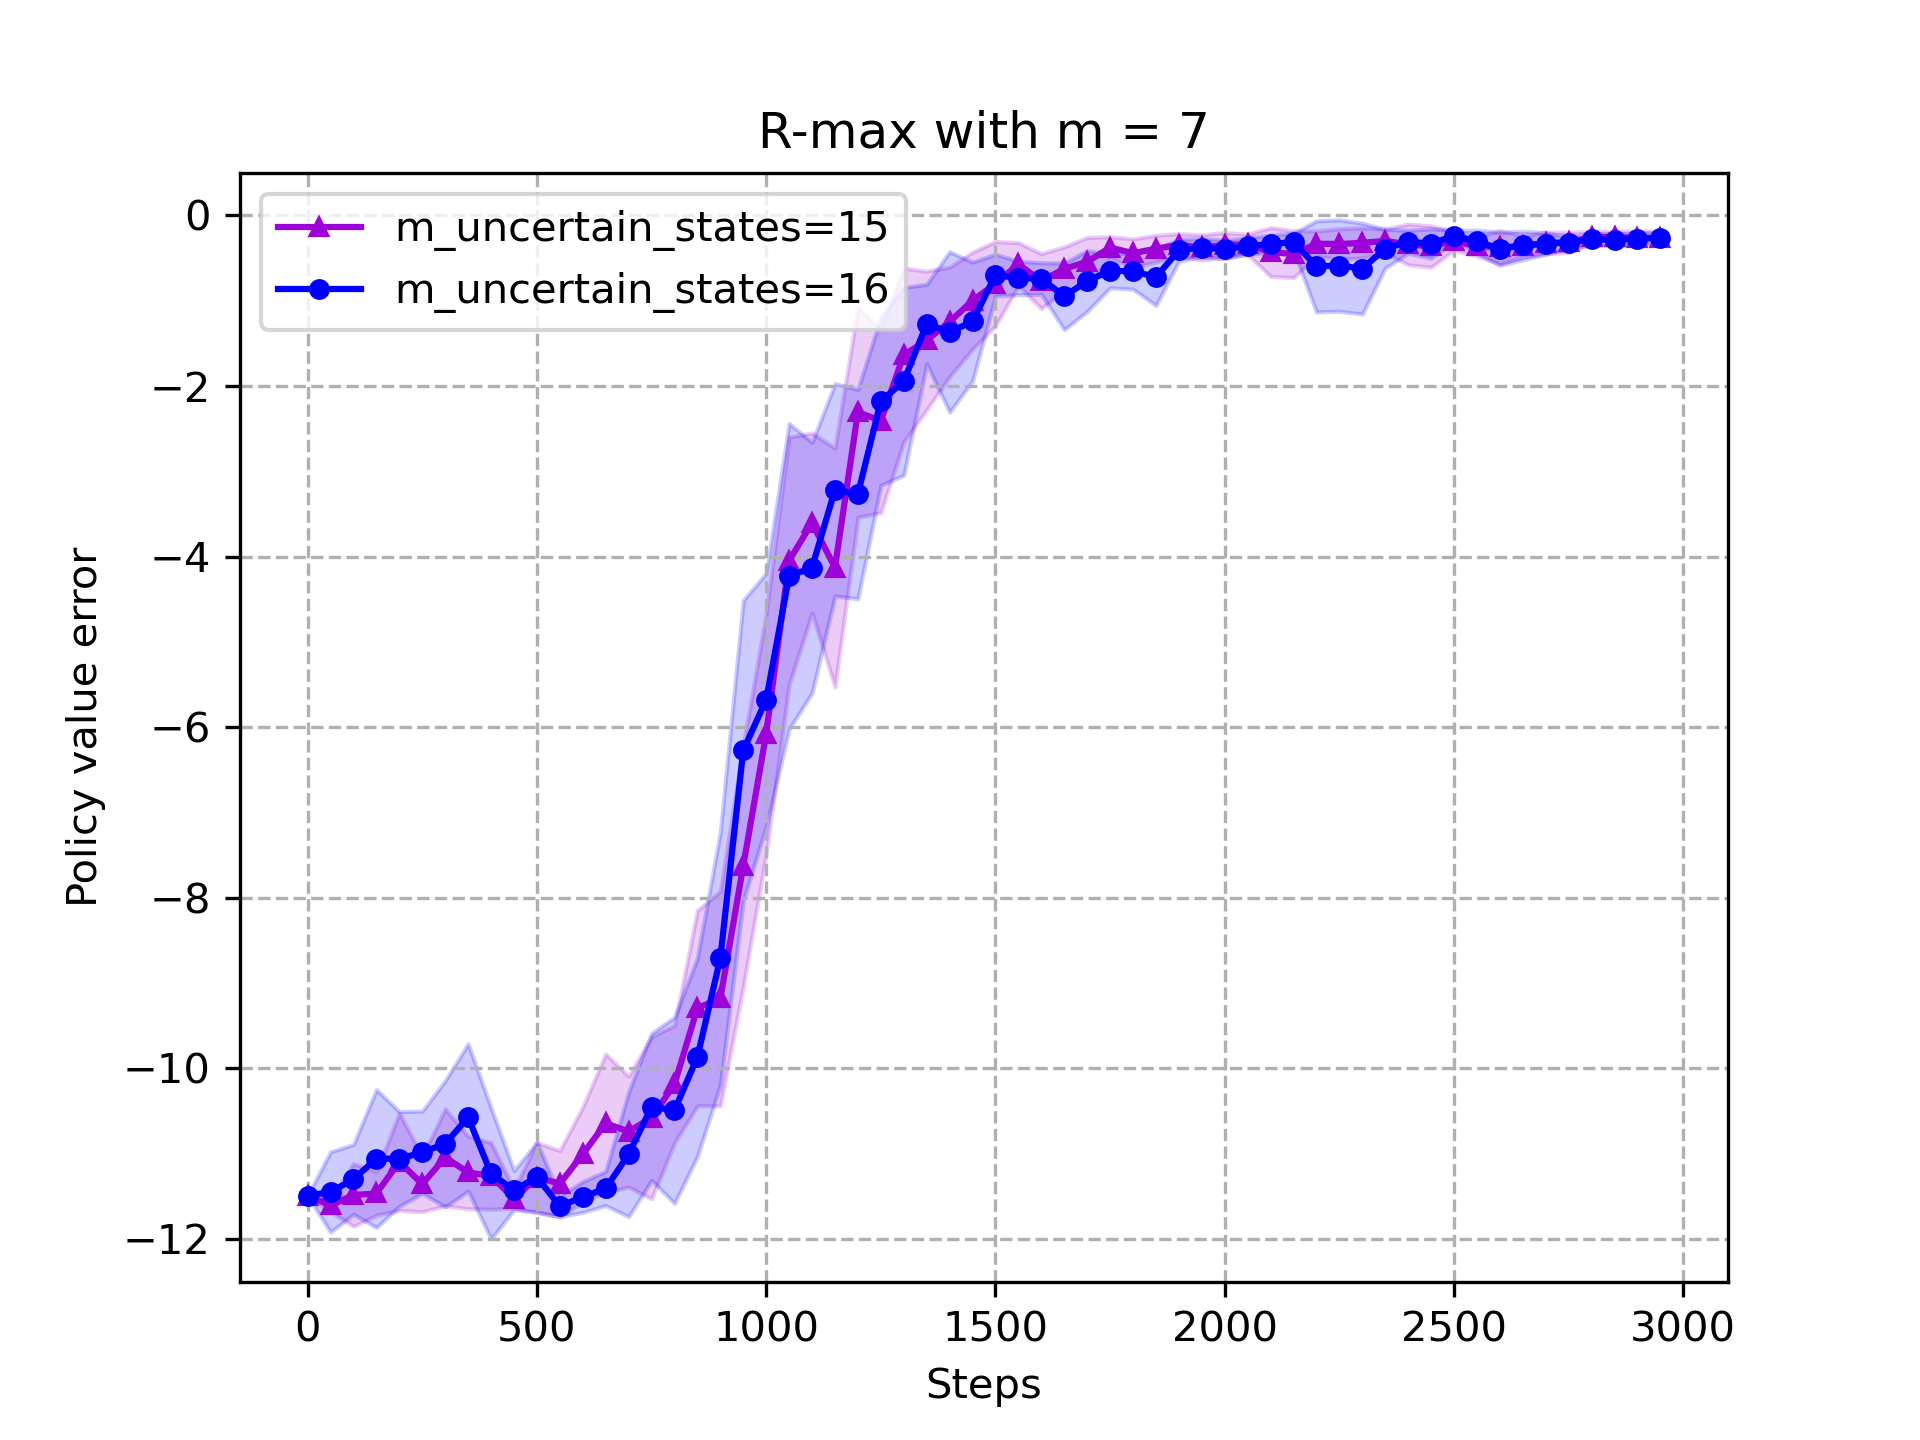 R-max with m = 7
m_uncertain_states=15
m_uncertain_states=16
Policy value error
0
−2
−4
−6
−8
−10
−12
0 500 1000 1500 2000 2500 3000
Steps